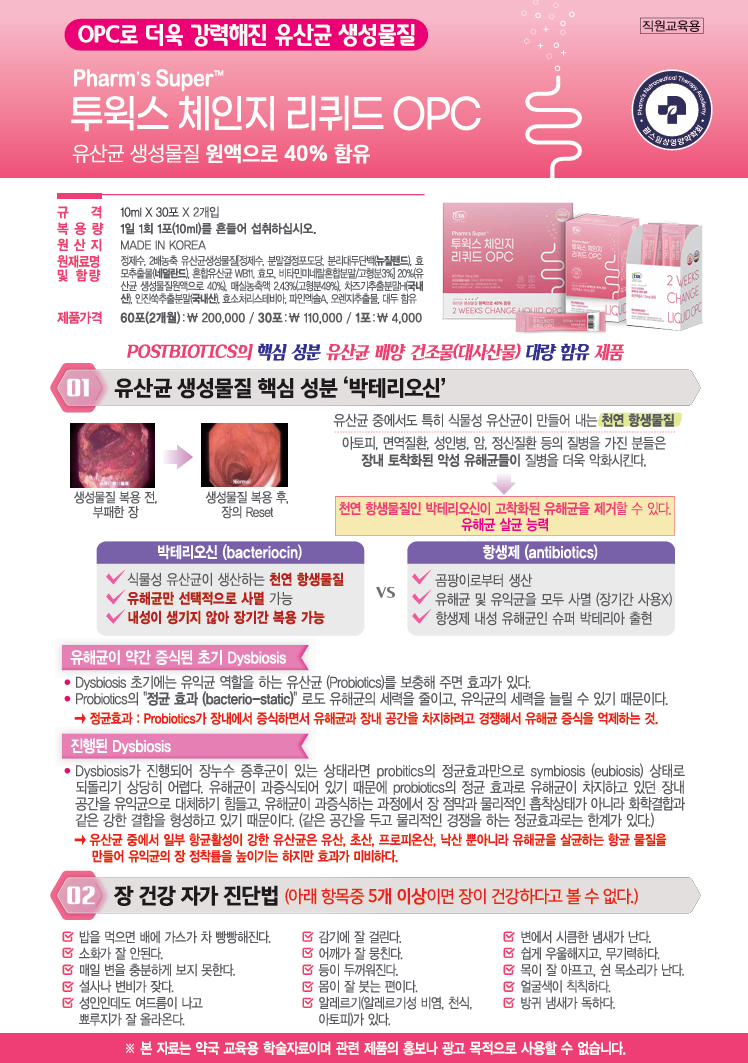 OPC로 더욱 강력해진 유산균 생성물질
직원교육용
Pharm's Super™
투윅스 체인지 리퀴드 OPC
유산균 생성물질 원액으로 40% 함유
Pharm's Nutraceutical Therapy Academy
팜스임상영양약학회
규 격 10ml X 30포 X 2개입
복 용 량 1일 1회 1포(10ml)를 흔들어 섭취하십시오.
원 산 지 MADE IN KOREA
원재료명 및 함량 정제수, 2배농축 유산균생성물질[정제수, 분말결정포도당, 분리대두단백(뉴질랜드), 효
모추출물(네덜란드), 혼합유산균 WB11, 효모, 비타민미네랄혼합분말/고형분3%] 20%(유
산균 생성물질원액으로 40%), 매실농축액 2.43%(고형분49%), 차즈기추출분말H(국내
산), 인진쑥추출분말(국내산), 효소처리스테비아, 파인엑솔A, 오렌지추출물, 대두 함유
제품가격 60포(2개월) : ₩ 200,000 / 30포 : ₩ 110,000 / 1포 : ₩ 4,000
Pharm's Super™
투윅스 체인지
리퀴드 OPC
2 WEEKS CHANGE LIQUID OPC
Pharm's Super™
투윅스 체인지
리퀴드 OPC
2 WEEKS
CHANGE
LIQUID OPC
POSTBIOTICS의 핵심 성분 유산균 배양 건조물(대사산물) 대량 함유 제품
01 유산균 생성물질 핵심 성분 '박테리오신'
Normal
생성물질 복용 전,
부패한 장
생성물질 복용 후,
장의 Reset
유산균 중에서도 특히 식물성 유산균이 만들어 내는 천연 항생물질
아토피, 면역질환, 성인병, 암, 정신질환 등의 질병을 가진 분들은
장내 토착화된 악성 유해균들이 질병을 더욱 악화시킨다.
천연 항생물질인 박테리오신이 고착화된 유해균을 제거할 수 있다.
유해균 살균 능력
박테리오신 (bacteriocin)
식물성 유산균이 생산하는 천연 항생물질
유해균만 선택적으로 사멸 가능
내성이 생기지 않아 장기간 복용 가능
VS
항생제 (antibiotics)
곰팡이로부터 생산
유해균 및 유익균을 모두 사멸 (장기간 사용X)
항생제 내성 유해균인 슈퍼 박테리아 출현
유해균이 약간 증식된 초기 Dysbiosis
• Dysbiosis 초기에는 유익균 역할을 하는 유산균 (Probiotics)를 보충해 주면 효과가 있다.
• Probiotics의 "정균 효과 (bacterio-static)" 로도 유해균의 세력을 줄이고, 유익균의 세력을 늘릴 수 있기 때문이다.
→ 정균효과 : Probiotics가 장내에서 증식하면서 유해균과 장내 공간을 차지하려고 경쟁해서 유해균 증식을 억제하는 것.
진행된 Dysbiosis
• Dysbiosis가 진행되어 장누수 증후군이 있는 상태라면 probitics의 정균효과만으로 symbiosis (eubiosis) 상태로
되돌리기 상당히 어렵다. 유해균이 과증식되어 있기 때문에 probiotics의 정균 효과로 유해균이 차지하고 있던 장내
공간을 유익균으로 대체하기 힘들고, 유해균이 과증식하는 과정에서 장 점막과 물리적인 흡착상태가 아니라 화학결합과
같은 강한 결합을 형성하고 있기 때문이다. (같은 공간을 두고 물리적인 경쟁을 하는 정균효과로는 한계가 있다.)
→ 유산균 중에서 일부 항균활성이 강한 유산균은 유산, 초산, 프로피온산, 낙산 뿐아니라 유해균을 살균하는 항균 물질을
만들어 유익균의 장 정착률을 높이기는 하지만 효과가 미비하다.
02 장 건강 자가 진단법 (아래 항목중 5개 이상이면 장이 건강하다고 볼 수 없다.)
밥을 먹으면 배에 가스가 차 빵빵해진다.
소화가 잘 안된다.
매일 변을 충분하게 보지 못한다.
설사나 변비가 잦다.
성인인데도 여드름이 나고
뾰루지가 잘 올라온다.
감기에 잘 걸린다.
어깨가 잘 뭉친다.
등이 두꺼워진다.
몸이 잘 붓는 편이다.
알레르기(알레르기성 비염, 천식,
아토피)가 있다.
변에서 시큼한 냄새가 난다.
쉽게 우울해지고, 무기력하다.
목이 잘 아프고, 쉰 목소리가 난다.
얼굴색이 칙칙하다.
방귀 냄새가 독하다.
※ 본 자료는 약국 교육용 학술자료이며 관련 제품의 홍보나 광고 목적으로 사용할 수 없습니다.